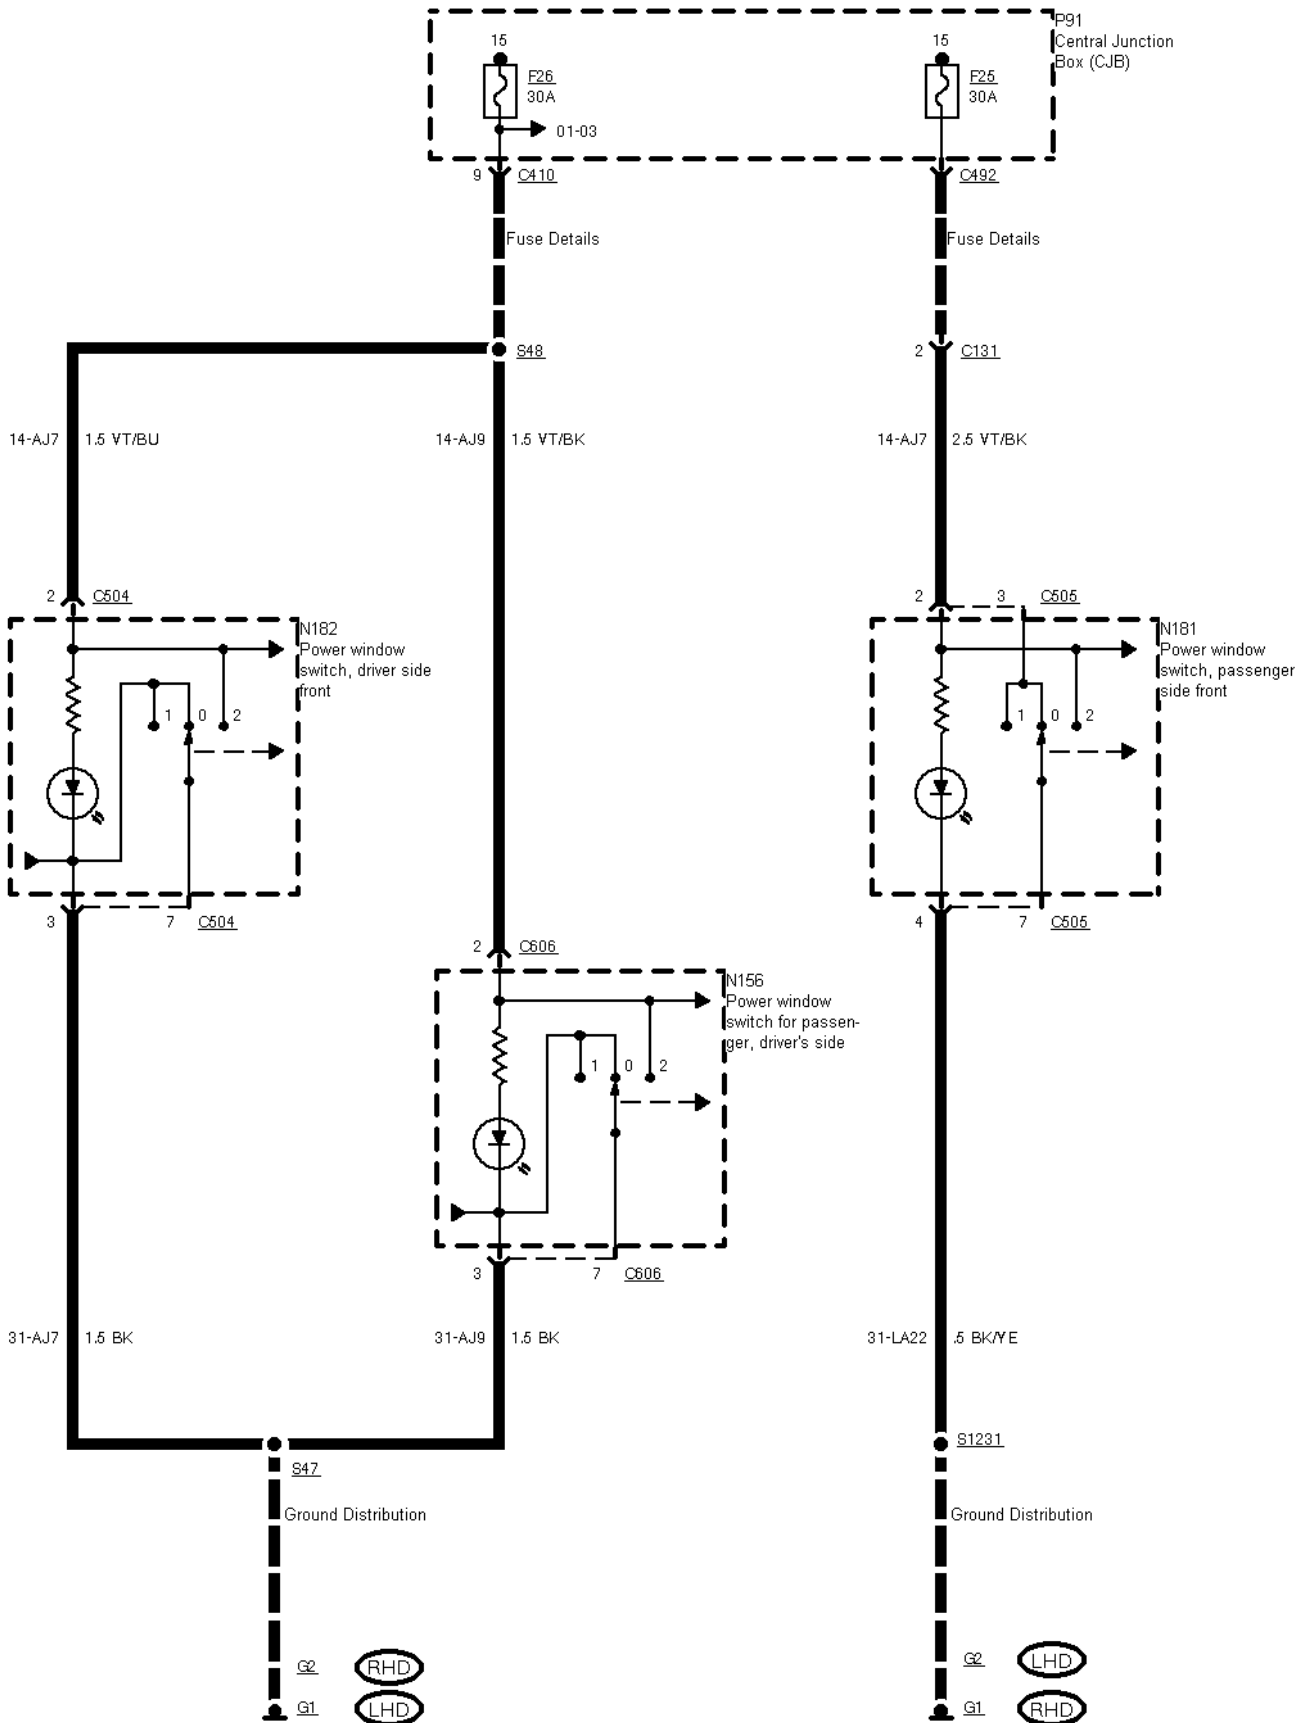 P91
Central Junction
Box (CJB)
15
F26
30A
01-03
15
F25
30A
9 C410
C492
Fuse Details
Fuse Details
S48
2 C131
14-AJ7 1.5 VT/BU
14-AJ9 1.5 VT/BK
14-AJ7 2.5 VT/BK
2 C504
2 3 C505
N182
Power window
switch, driver side
front
1 0 2
N181
Power window
switch, passenger
side front
1 0 2
3 7 C504
4 7 C505
2 C606
N156
Power window
switch for passen-
ger, driver's side
1 0 2
3 7 C606
31-AJ7 1.5 BK
31-AJ9 1.5 BK
31-LA22 .5 BK/YE
S47
S1231
Ground Distribution
Ground Distribution
G2 RHD
G1 LHD
G2 LHD
G1 RHD